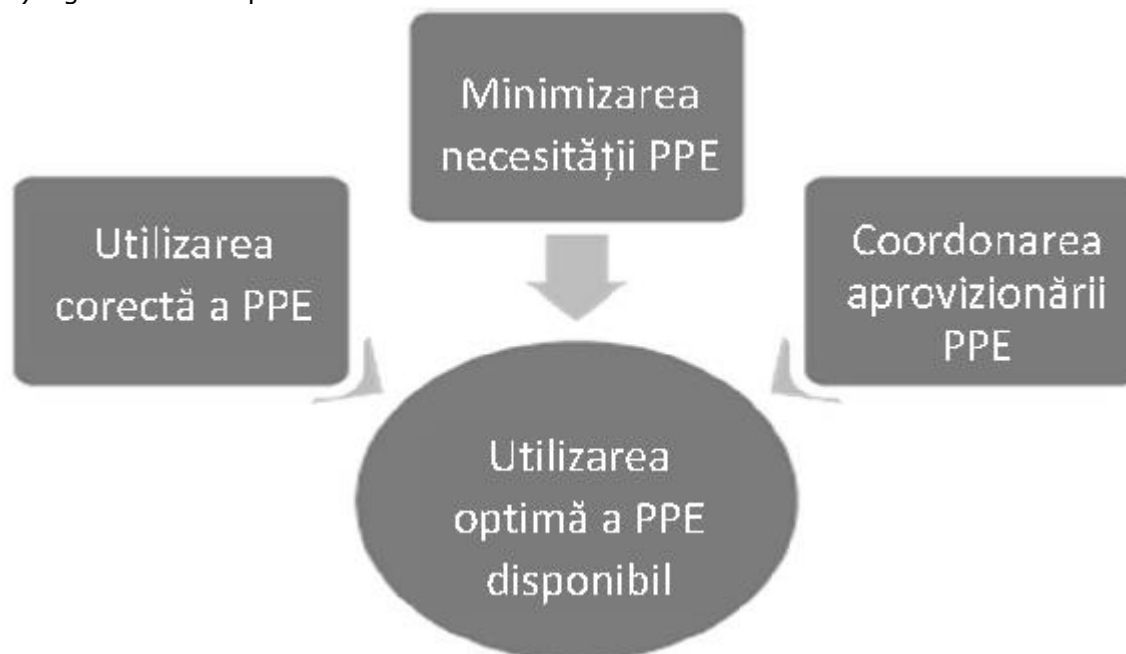 Minimizarea
necesității PPE
Utilizarea
corectă a PPE
Coordonarea
aprovizionării
PPE
Utilizarea
optimă a PPE
disponibil